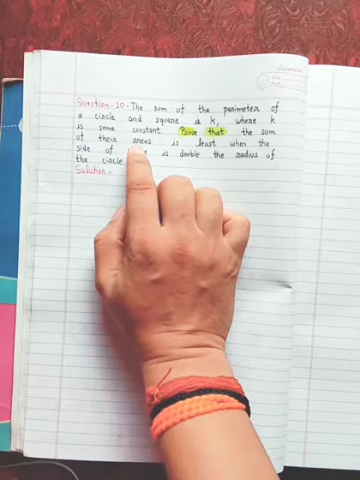 Question-10- The sum of the perimeter of
a circle and square is k, where k
is some constant. Prove that the sum
of their areas is least when the
side of is double the radius of
the circle
Solution-